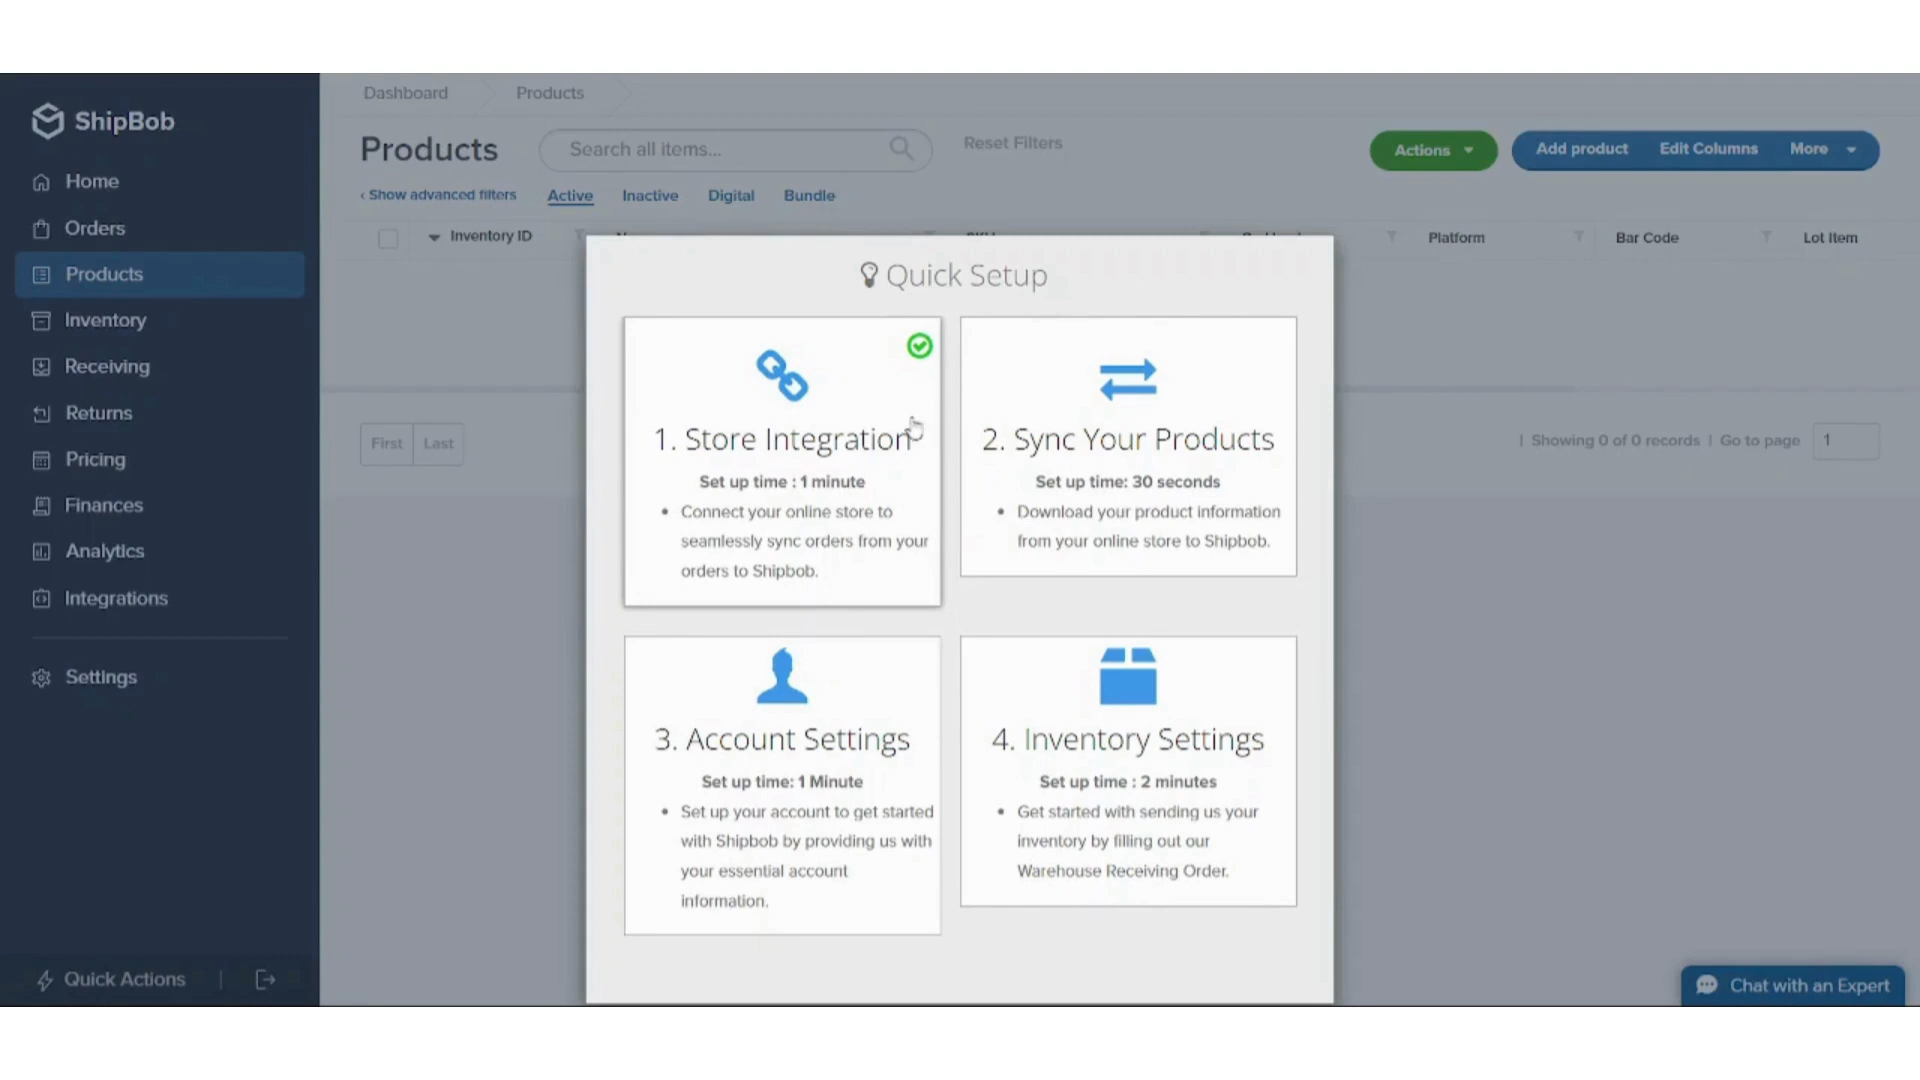 ShipBob
Home
Orders
Products
Inventory
Receiving
Returns
Pricing
Finances
Analytics
Integrations
Settings
Quick Actions
Dashboard
Products
Products
Search all items...
Reset Filters
Actions
Add product
Edit Columns
More
‹ Show advanced filters
Active
Inactive
Digital
Bundle
Inventory ID
Platform
Bar Code
Lot Item
First
Last
| Showing 0 of 0 records | Go to page
1
Quick Setup
1. Store Integration
Set up time : 1 minute
• Connect your online store to
seamlessly sync orders from your
orders to Shipbob.
2. Sync Your Products
Set up time: 30 seconds
• Download your product information
from your online store to Shipbob.
3. Account Settings
Set up time: 1 Minute
• Set up your account to get started
with Shipbob by providing us with
your essential account
information.
4. Inventory Settings
Set up time : 2 minutes
• Get started with sending us your
inventory by filling out our
Warehouse Receiving Order.
Chat with an Expert